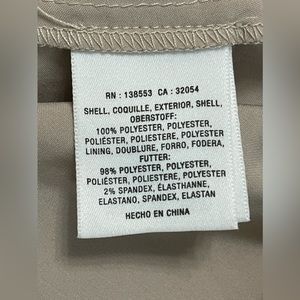 RN : 138553 CA : 32054
SHELL, COQUILLE, EXTERIOR, SHELL,
OBERSTOFF:
100% POLYESTER, POLYESTER,
POLIÉSTER, POLIESTERE, POLYESTER
LINING, DOUBLURE, FORRO, FODERA,
FUTTER:
98% POLYESTER, POLYESTER,
POLIÉSTER, POLIESTERE, POLYESTER
2% SPANDEX, ÉLASTHANNE,
ELASTANO, SPANDEX, ELASTAN
HECHO EN CHINA